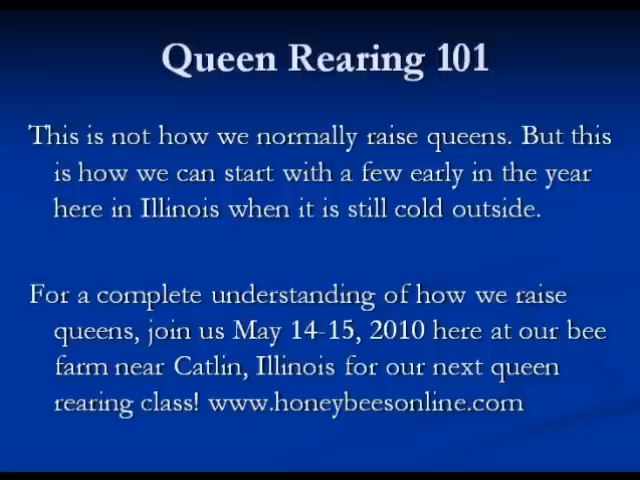 Queen Rearing 101
This is not how we normally raise queens. But this
is how we can start with a few early in the year
here in Illinois when it is still cold outside.
For a complete understanding of how we raise
queens, join us May 14-15, 2010 here at our bee
farm near Catlin, Illinois for our next queen
rearing class! www.honeybeesonline.com